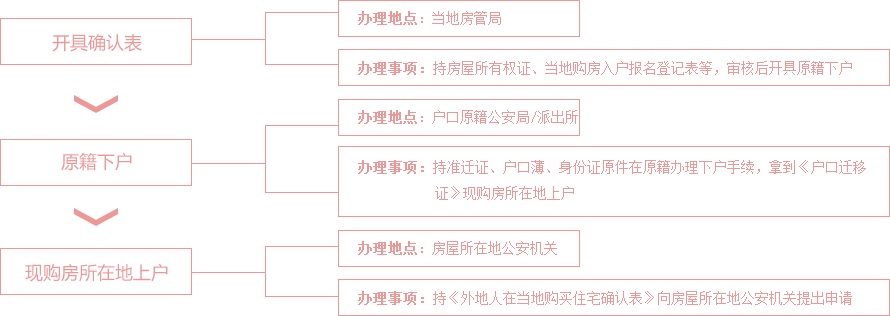 开具确认表
办理地点：当地房管局
办理事项：持房屋所有权证、当地购房入户报名登记表等，审核后开具原籍下户
原籍下户
办理地点：户口原籍公安局/派出所
办理事项：持准迁证、户口薄、身份证原件在原籍办理下户手续，拿到《户口迁移
证》现购房所在地上户
现购房所在地上户
办理地点：房屋所在地公安机关
办理事项：持《外地人在当地购买住宅确认表》向房屋所在地公安机关提出申请